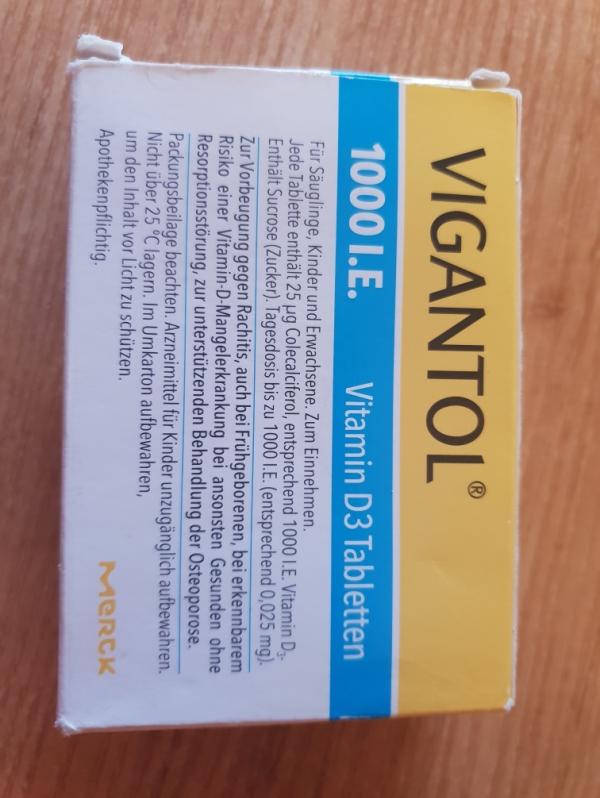 VIGANTOL®
1000 I.E. Vitamin D3 Tabletten
Für Säuglinge, Kinder und Erwachsene. Zum Einnehmen.
Jede Tablette enthält 25 µg Colecalciferol, entsprechend 1000 I.E. Vitamin D₃.
Enthält Sucrose (Zucker). Tagesdosis bis zu 1000 I.E. (entsprechend 0,025 mg).
Zur Vorbeugung gegen Rachitis, auch bei Frühgeborenen, bei erkennbarem
Risiko einer Vitamin-D-Mangelerkrankung bei ansonsten Gesunden ohne
Resorptionsstörung, zur unterstützenden Behandlung der Osteoporose.
Packungsbeilage beachten. Arzneimittel für Kinder unzugänglich aufbewahren.
Nicht über 25 °C lagern. Im Umkarton aufbewahren,
um den Inhalt vor Licht zu schützen.
Apothekenpflichtig.
MERCK